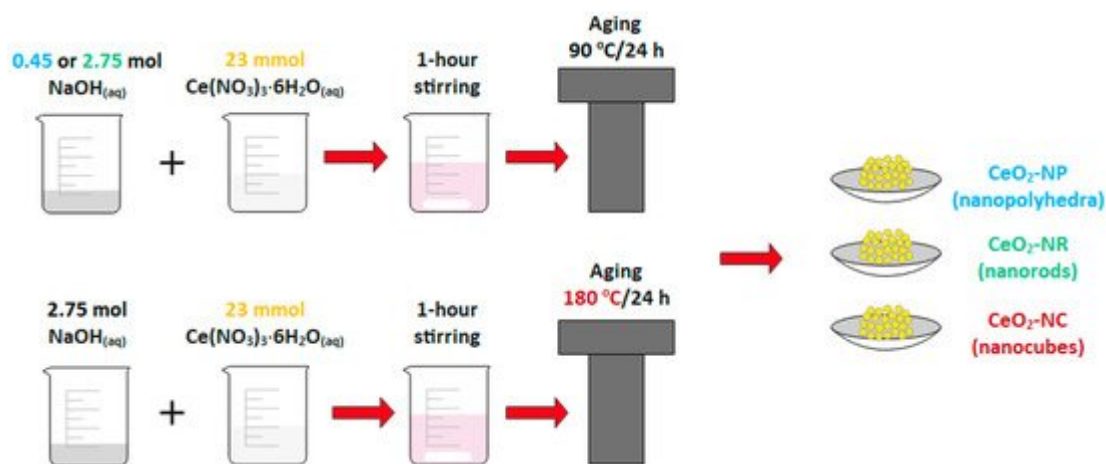 0.45 or 2.75 mol
NaOH(aq)
+
23 mmol
Ce(NO₃)₃·6H₂O(aq)
1-hour
stirring
Aging
90 °C/24 h
2.75 mol
NaOH(aq)
+
23 mmol
Ce(NO₃)₃·6H₂O(aq)
1-hour
stirring
Aging
180 °C/24 h
CeO₂-NP
(nanopolyhedra)
CeO₂-NR
(nanorods)
CeO₂-NC
(nanocubes)